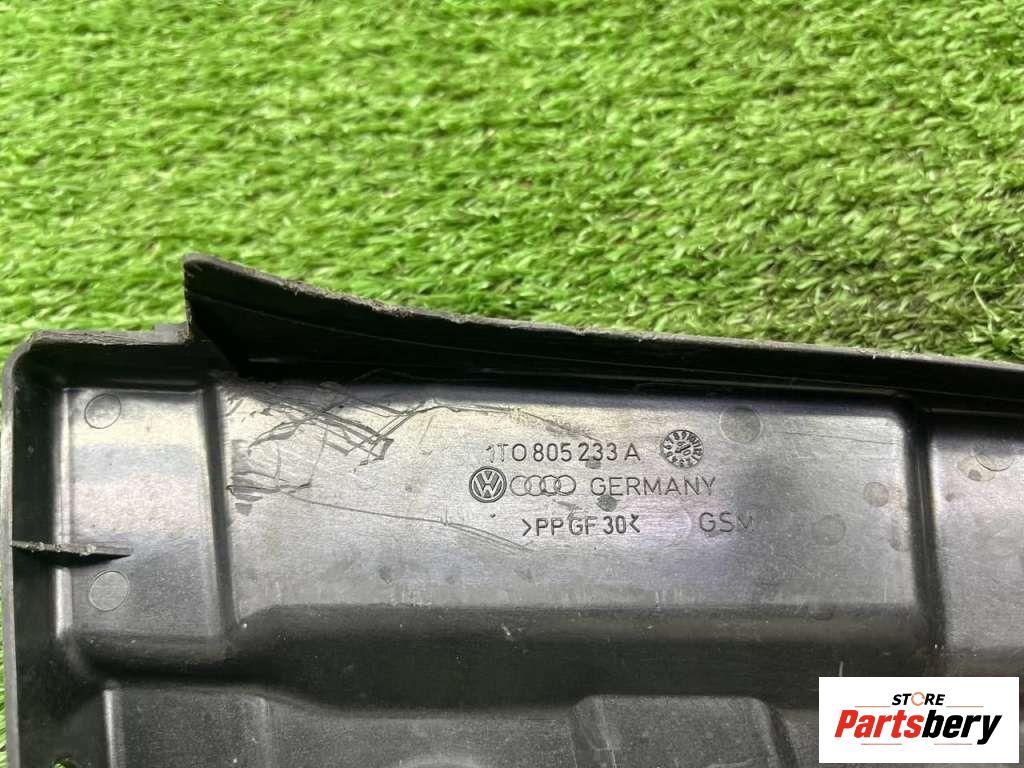 1T0 805 233 A
GERMANY
>PP GF 30<
GSM
STORE
Partsbery